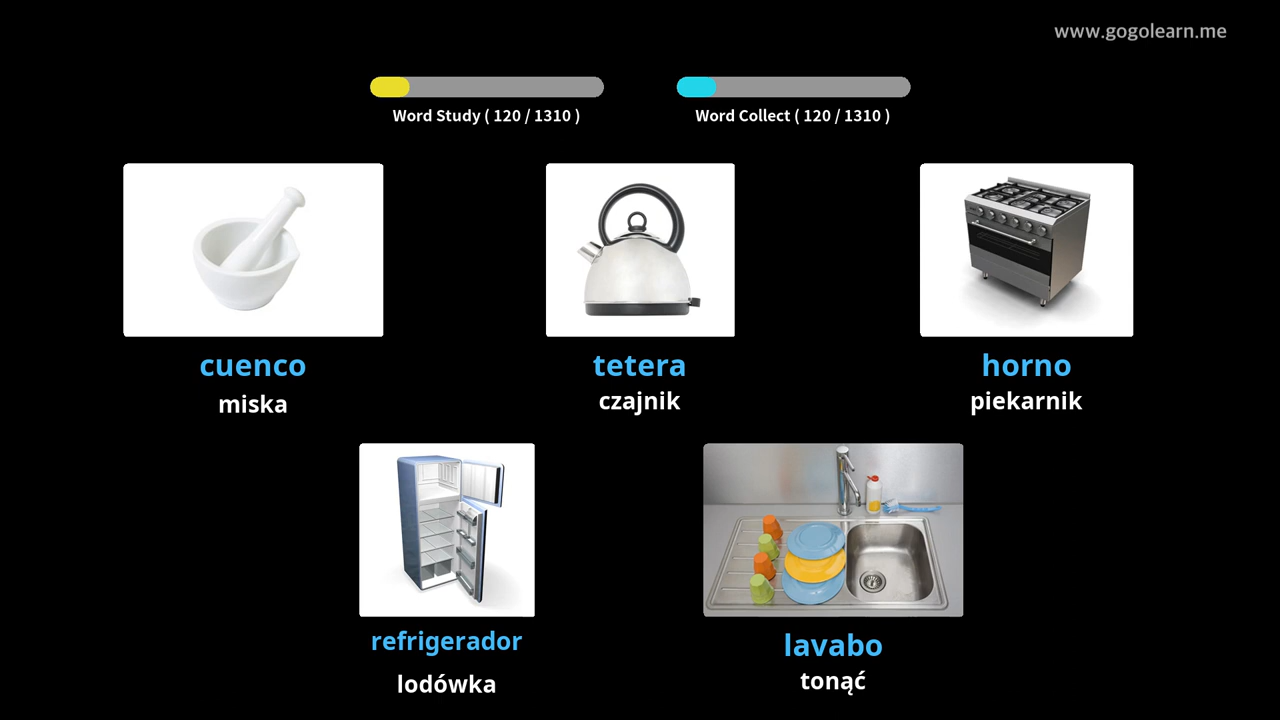 www.gogolearn.me
Word Study ( 120 / 1310 )
Word Collect ( 120 / 1310 )
cuenco
miska
tetera
czajnik
horno
piekarnik
refrigerador
lodówka
lavabo
tonąć